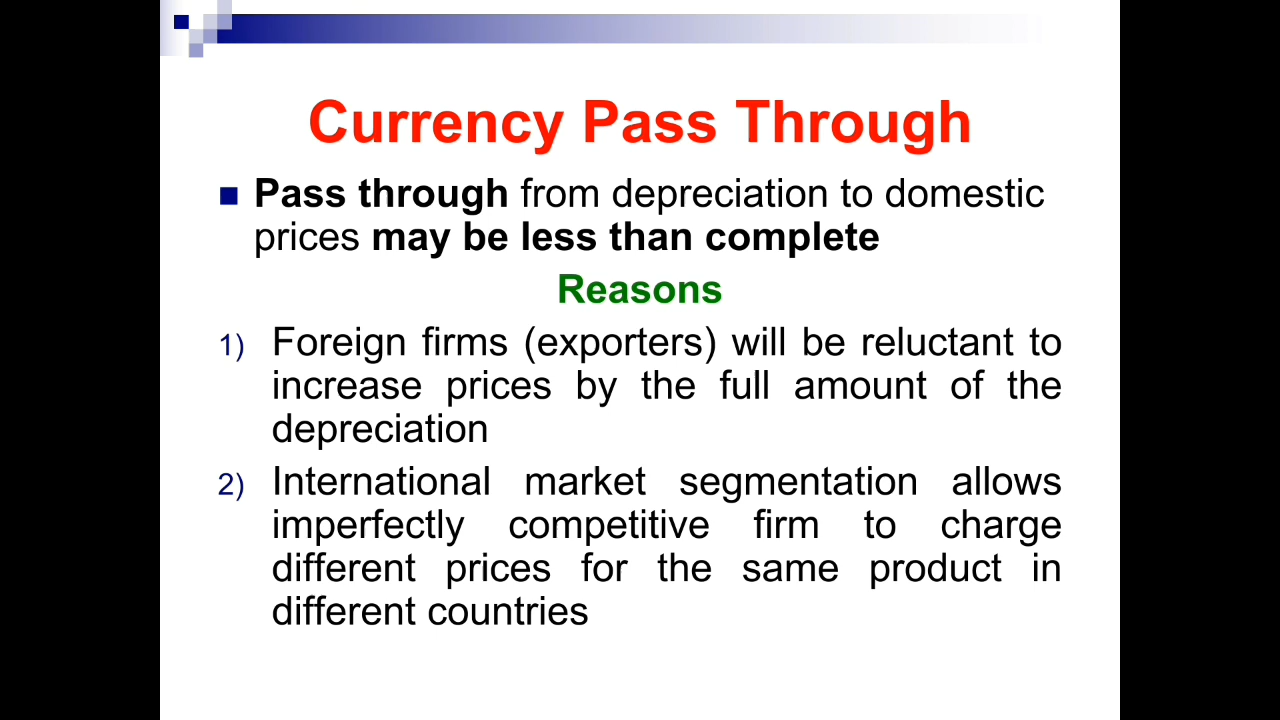 Currency Pass Through
Pass through from depreciation to domestic
prices may be less than complete
Reasons
1) Foreign firms (exporters) will be reluctant to
increase prices by the full amount of the
depreciation
2) International market segmentation allows
imperfectly competitive firm to charge
different prices for the same product in
different countries